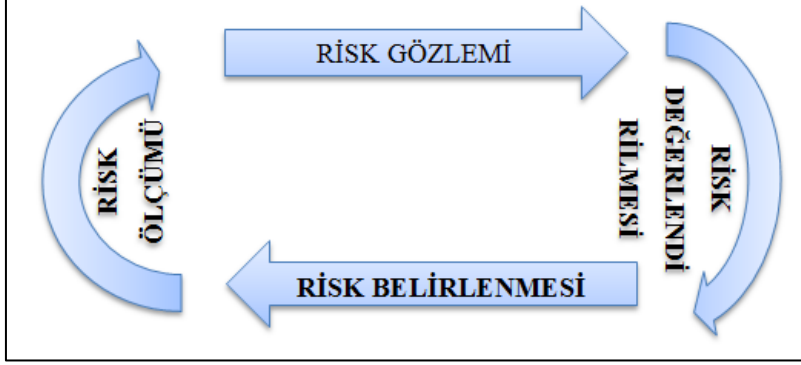 RİSK GÖZLEMİ
RİSK
DEĞERLENDİ
RİLMESİ
RİSK BELİRLENMESİ
RİSK
ÖLÇÜMÜ